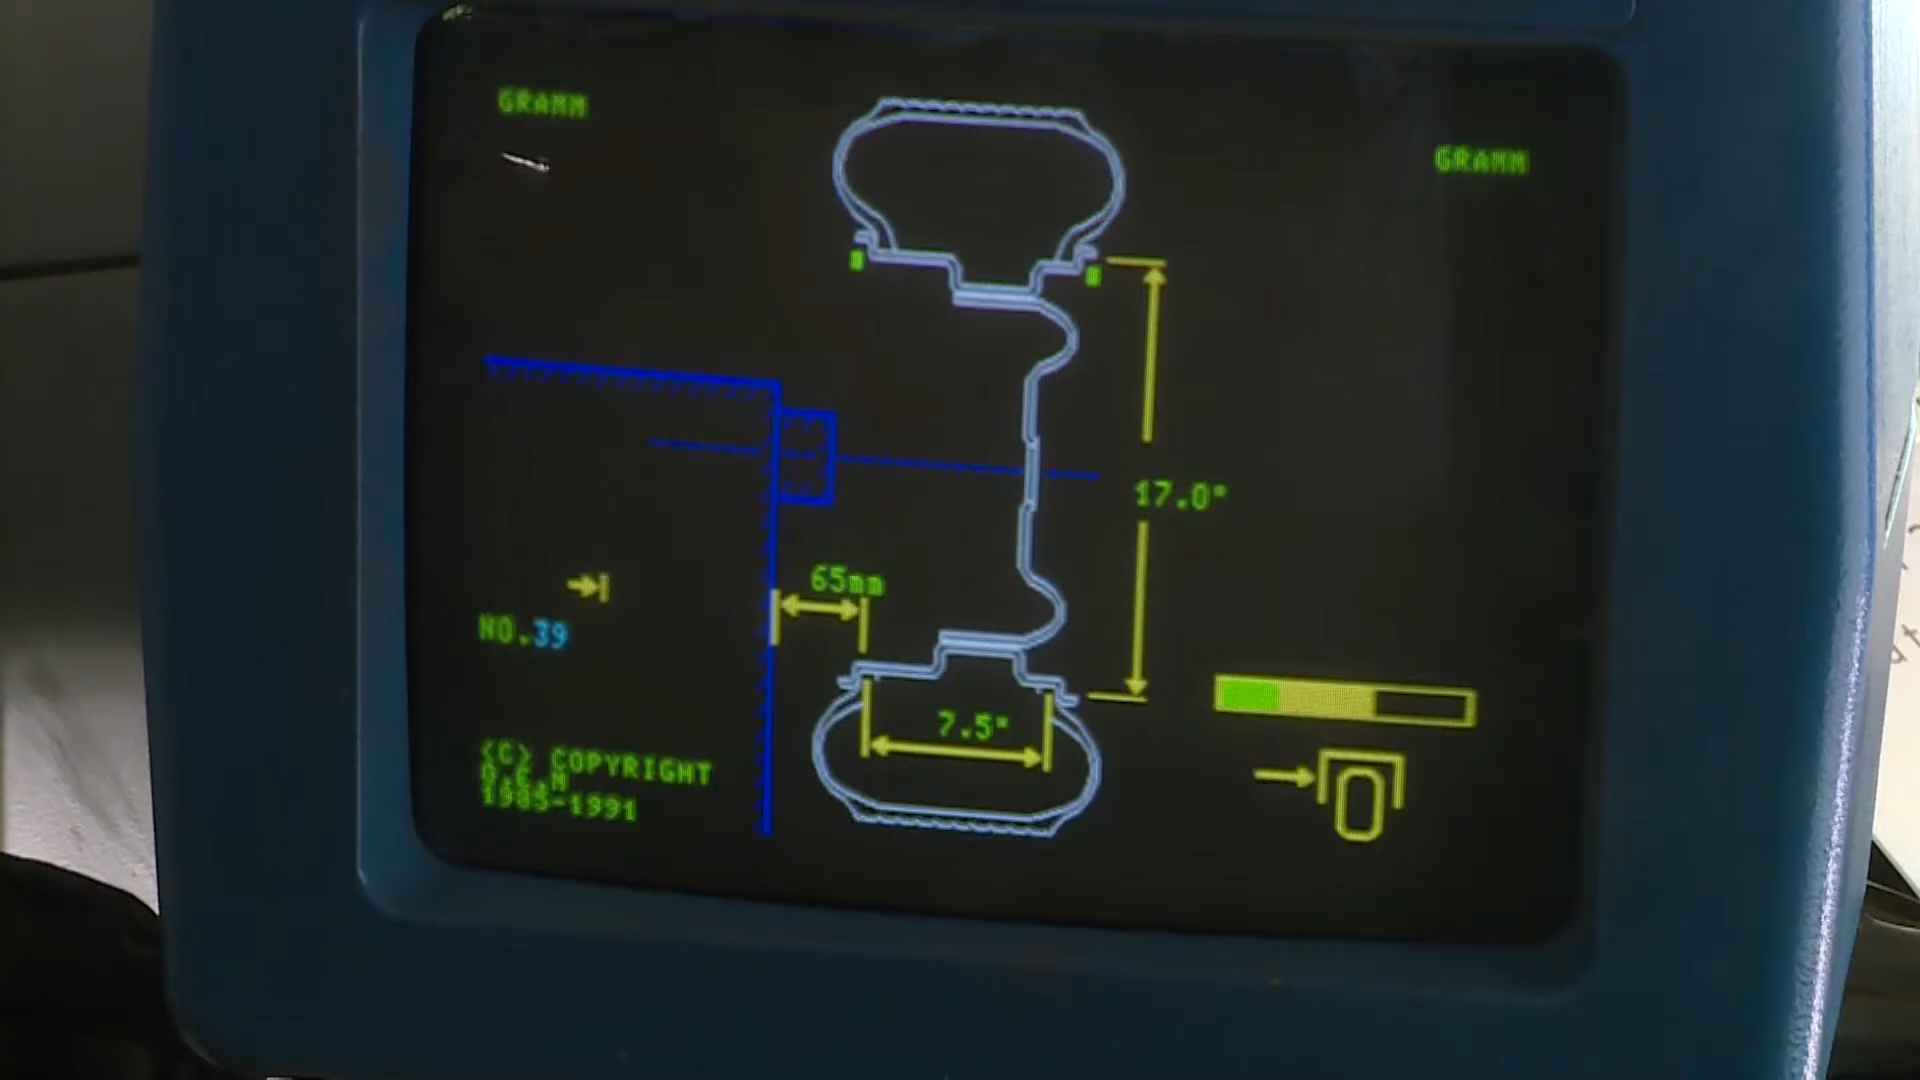 GRAMM
GRAMM
17.0"
65mm
NO.39
7.5"
(C) COPYRIGHT
1985-1991